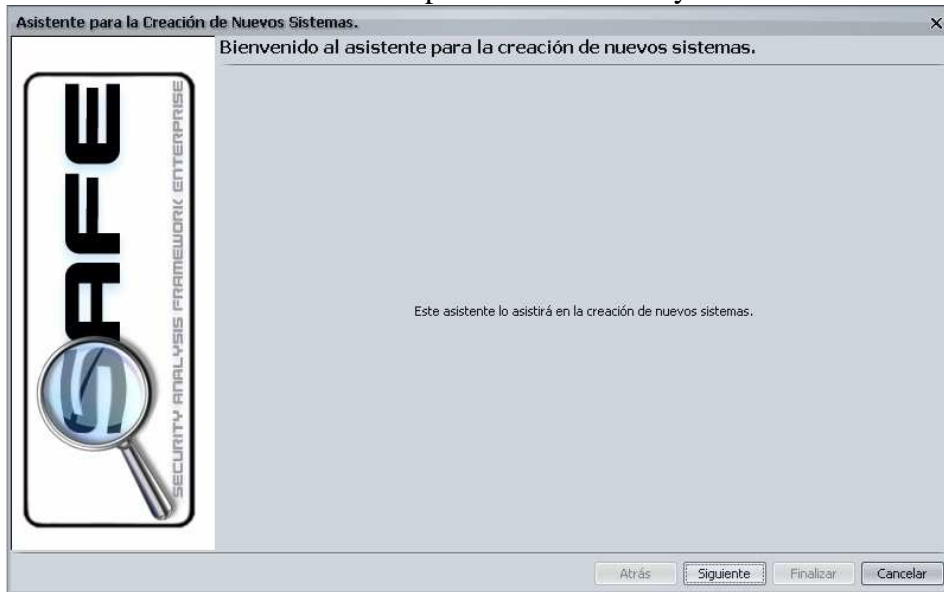 Asistente para la Creación de Nuevos Sistemas.
Bienvenido al asistente para la creación de nuevos sistemas.
SAFE
SECURITY ANALYSIS FRAMEWORK ENTERPRISE
Este asistente lo asistirá en la creación de nuevos sistemas.
Atrás Siguiente Finalizar Cancelar